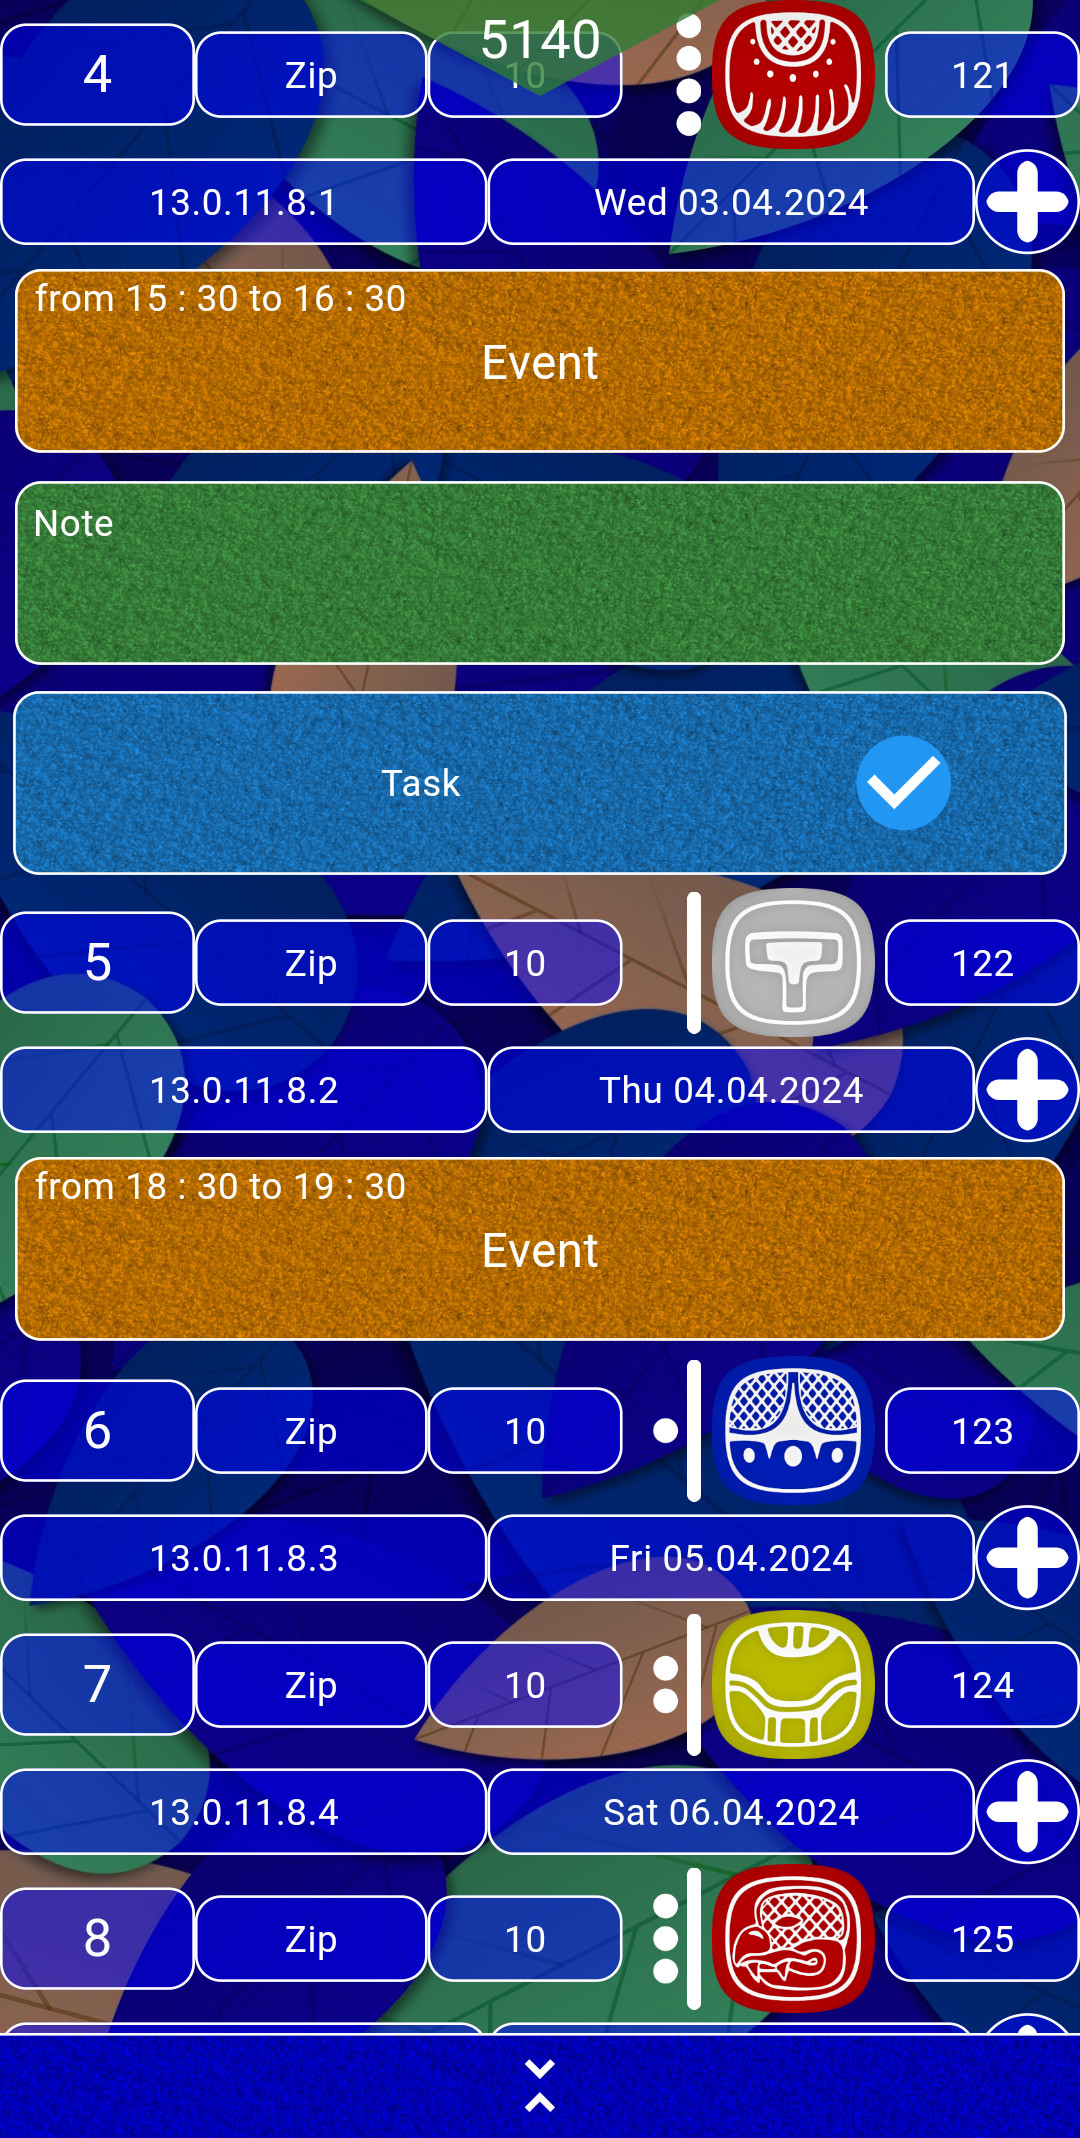 5140
4 Zip 10 121
13.0.11.8.1 Wed 03.04.2024
from 15 : 30 to 16 : 30
Event
Note
Task
5 Zip 10 122
13.0.11.8.2 Thu 04.04.2024
from 18 : 30 to 19 : 30
Event
6 Zip 10 123
13.0.11.8.3 Fri 05.04.2024
7 Zip 10 124
13.0.11.8.4 Sat 06.04.2024
8 Zip 10 125